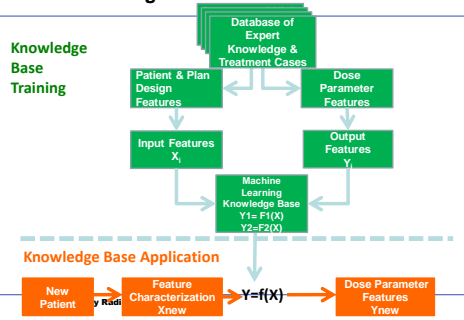 Database of
Expert
Knowledge &
Treatment Cases
Knowledge
Base
Training
Patient & Plan
Design
Features
Dose
Parameter
Features
Input Features
Xi
Output
Features
Yi
Machine
Learning
Knowledge Base
Y1= F1(X)
Y2=F2(X)
Knowledge Base Application
New
Patient
Feature
Characterization
Xnew
Y=f(X)
Dose Parameter
Features
Ynew